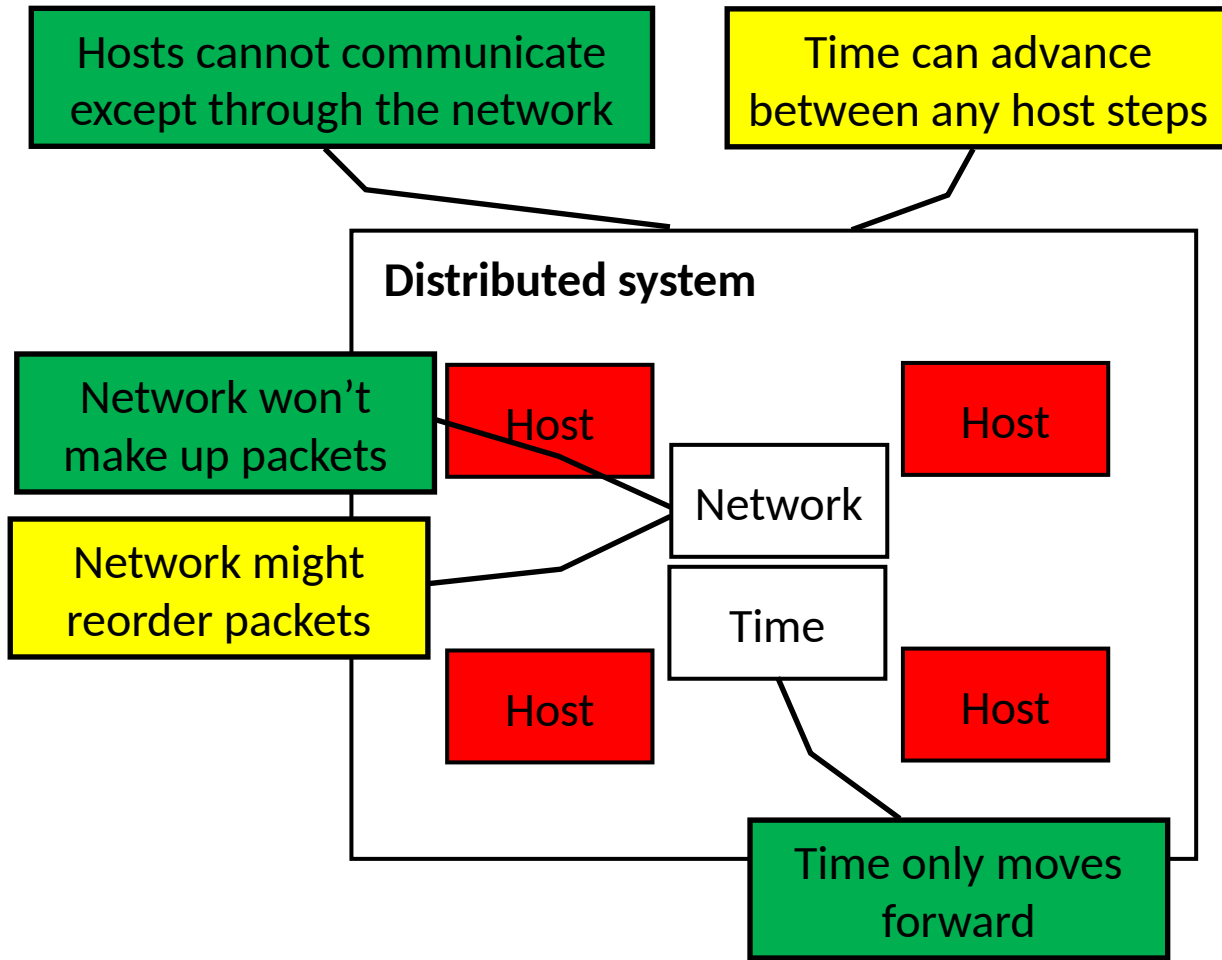 Hosts cannot communicate
except through the network
Time can advance
between any host steps
Distributed system
Network won’t
make up packets
Host
Host
Network
Network might
reorder packets
Time
Host
Host
Time only moves
forward